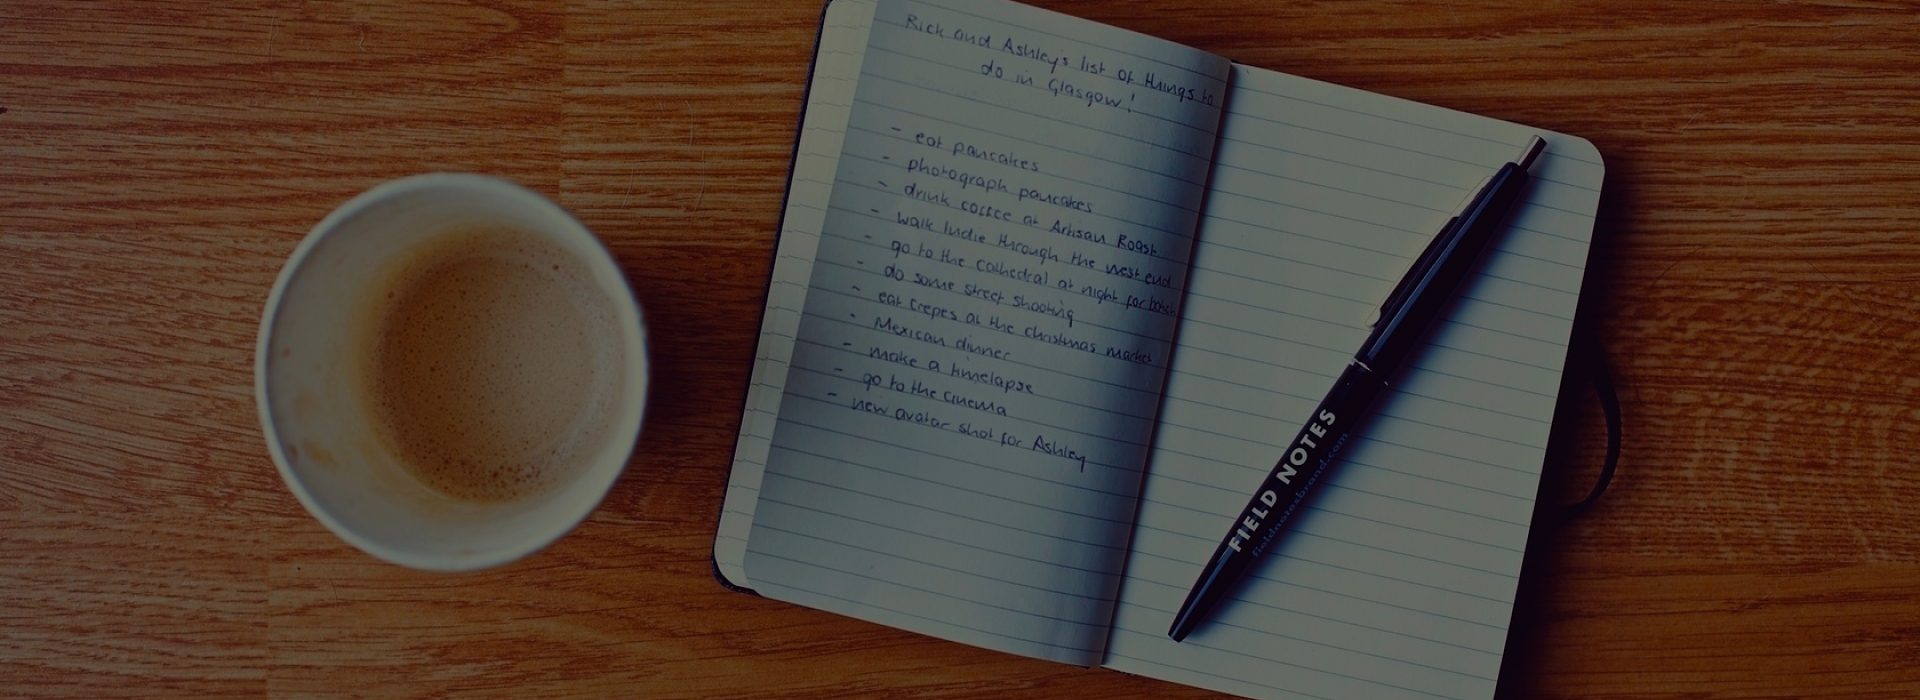 Rick and Ashley's list of things to
do in Glasgow!
- eat pancakes
- photograph pancakes
- drink coffee at Artisan Roast
- walk Indie through the west end
- go to the cathedral at night for
- do some street shooting
- eat crepes at the christmas market
- Mexican dinner
- make a timelapse
- go to the cinema
- new avatar shot for Ashley
FIELD NOTES
fieldnotesbrand.com